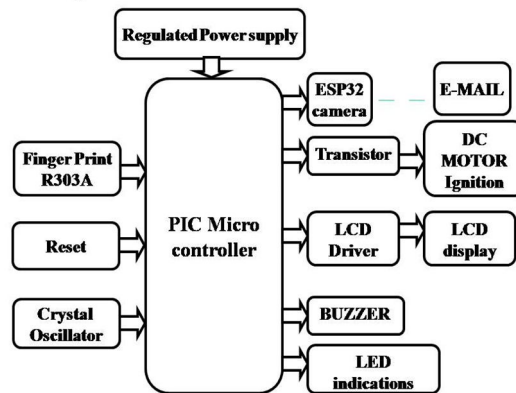 Regulated Power supply
ESP32
camera
E-MAIL
Finger Print
R303A
Transistor
DC
MOTOR
Ignition
PIC Micro
controller
Reset
LCD
Driver
LCD
display
Crystal
Oscillator
BUZZER
LED
indications